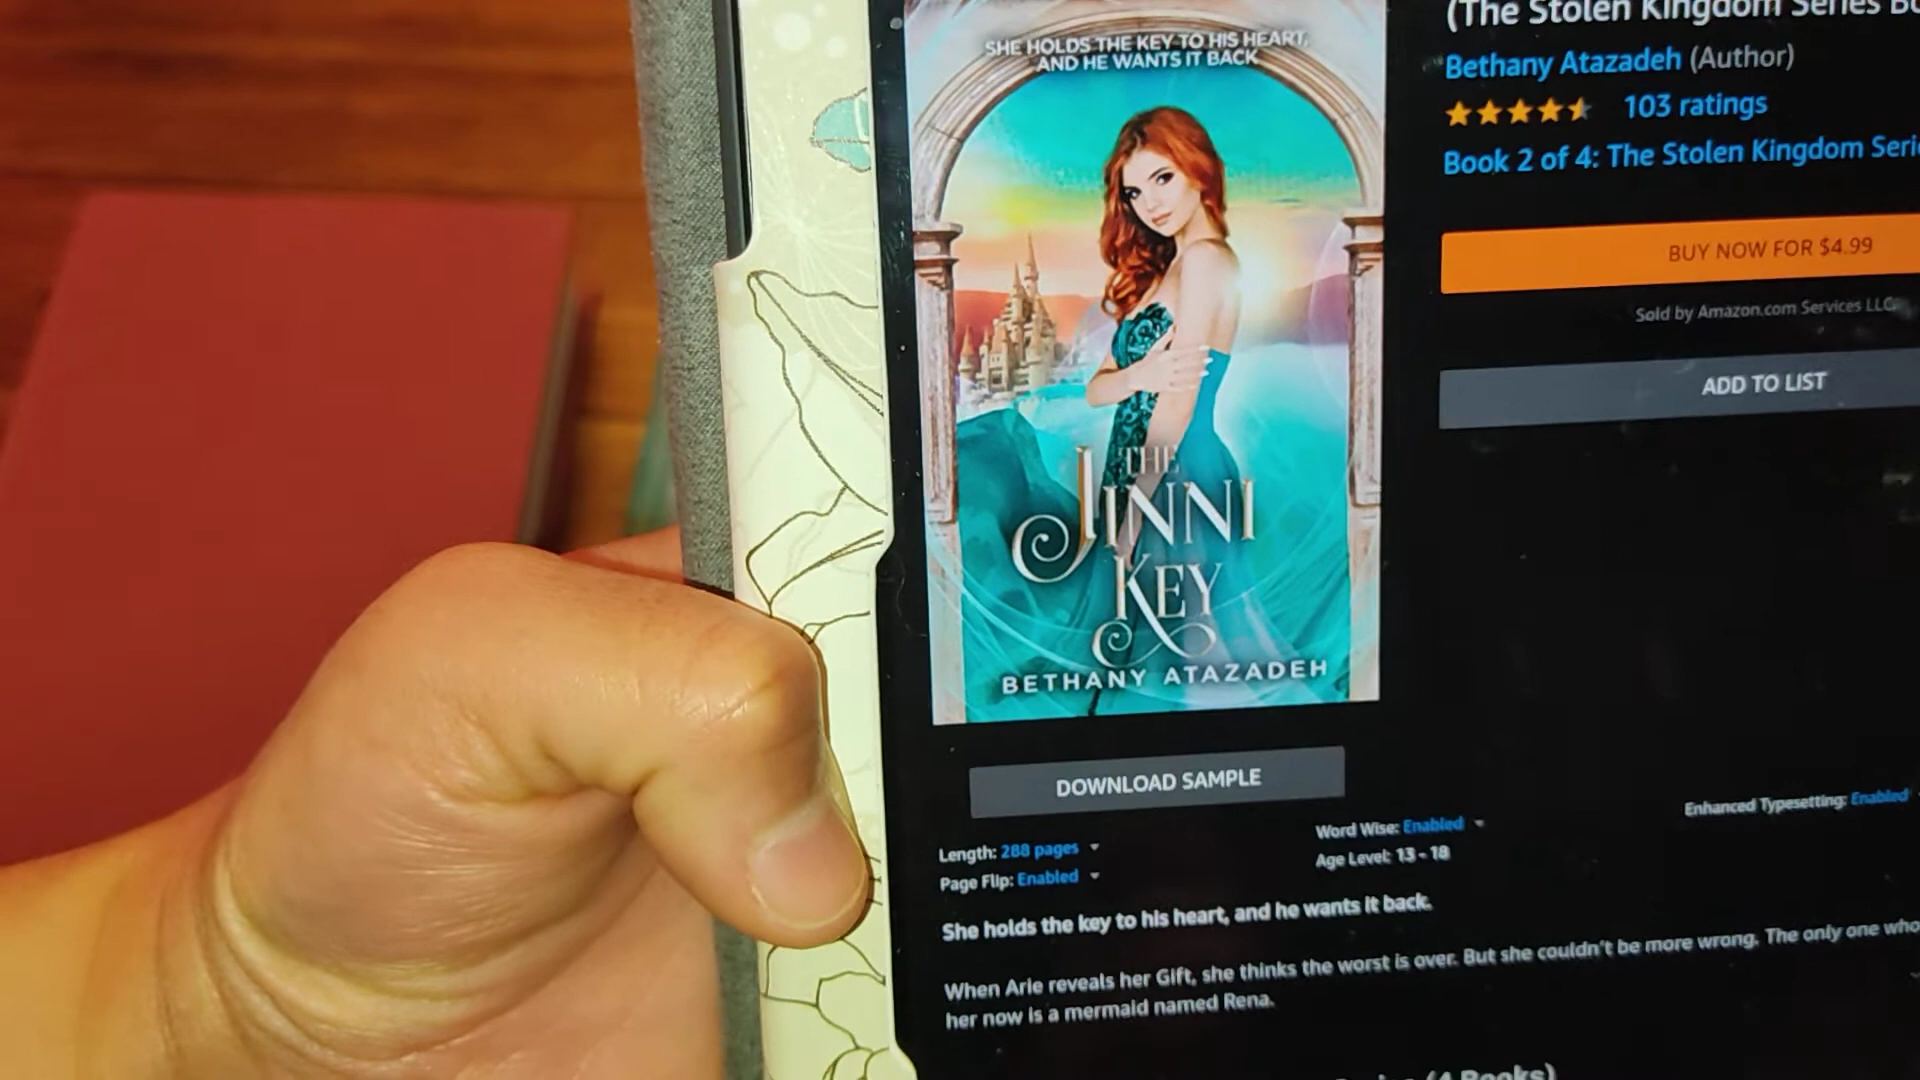 SHE HOLDS THE KEY TO HIS HEART,
AND HE WANTS IT BACK
THE
JINNI
KEY
BETHANY ATAZADEH
DOWNLOAD SAMPLE
(The Stolen Kingdom Series
Bethany Atazadeh (Author)
103 ratings
Book 2 of 4: The Stolen Kingdom
BUY NOW FOR $4.99
Sold by Amazon.com Services LLC
ADD TO LIST
Length: 288 pages
Page Flip: Enabled
Word Wise: Enabled
Age Level: 13 - 18
Enhanced Typesetting: Enabled
She holds the key to his heart, and he wants it back.
When Arie reveals her Gift, she thinks the worst is over. But she couldn't be more wrong. The only one who
her now is a mermaid named Rena.
(4 Books)